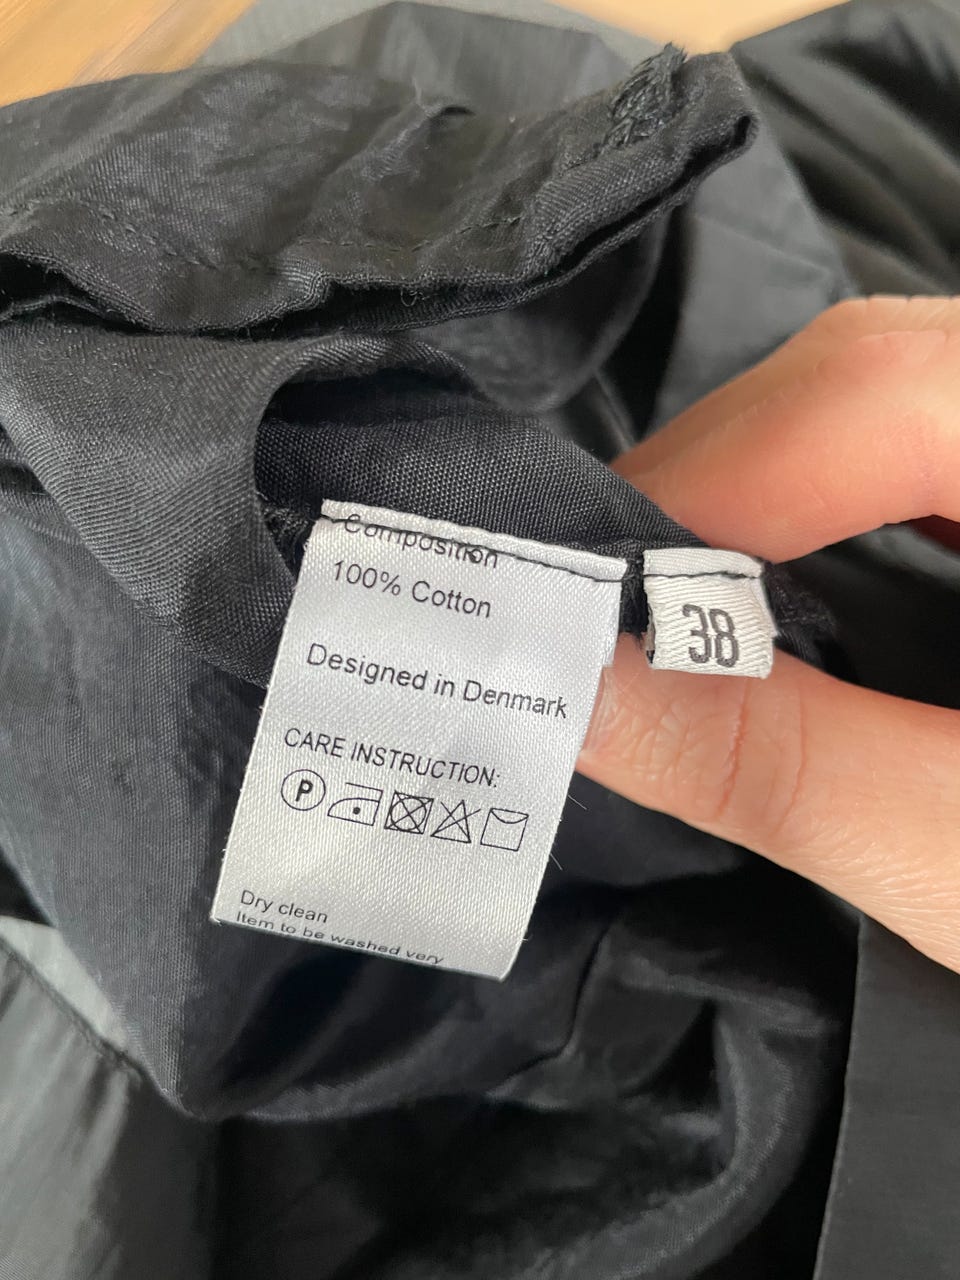 Composition
100% Cotton
38
Designed in Denmark
CARE INSTRUCTION:
P
Dry clean
Item to be washed very